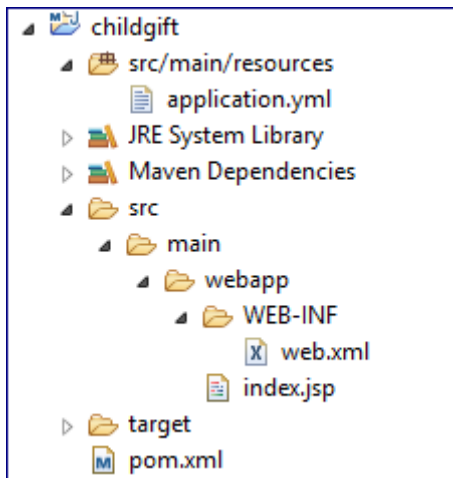 childgift
src/main/resources
application.yml
JRE System Library
Maven Dependencies
src
main
webapp
WEB-INF
web.xml
index.jsp
target
pom.xml